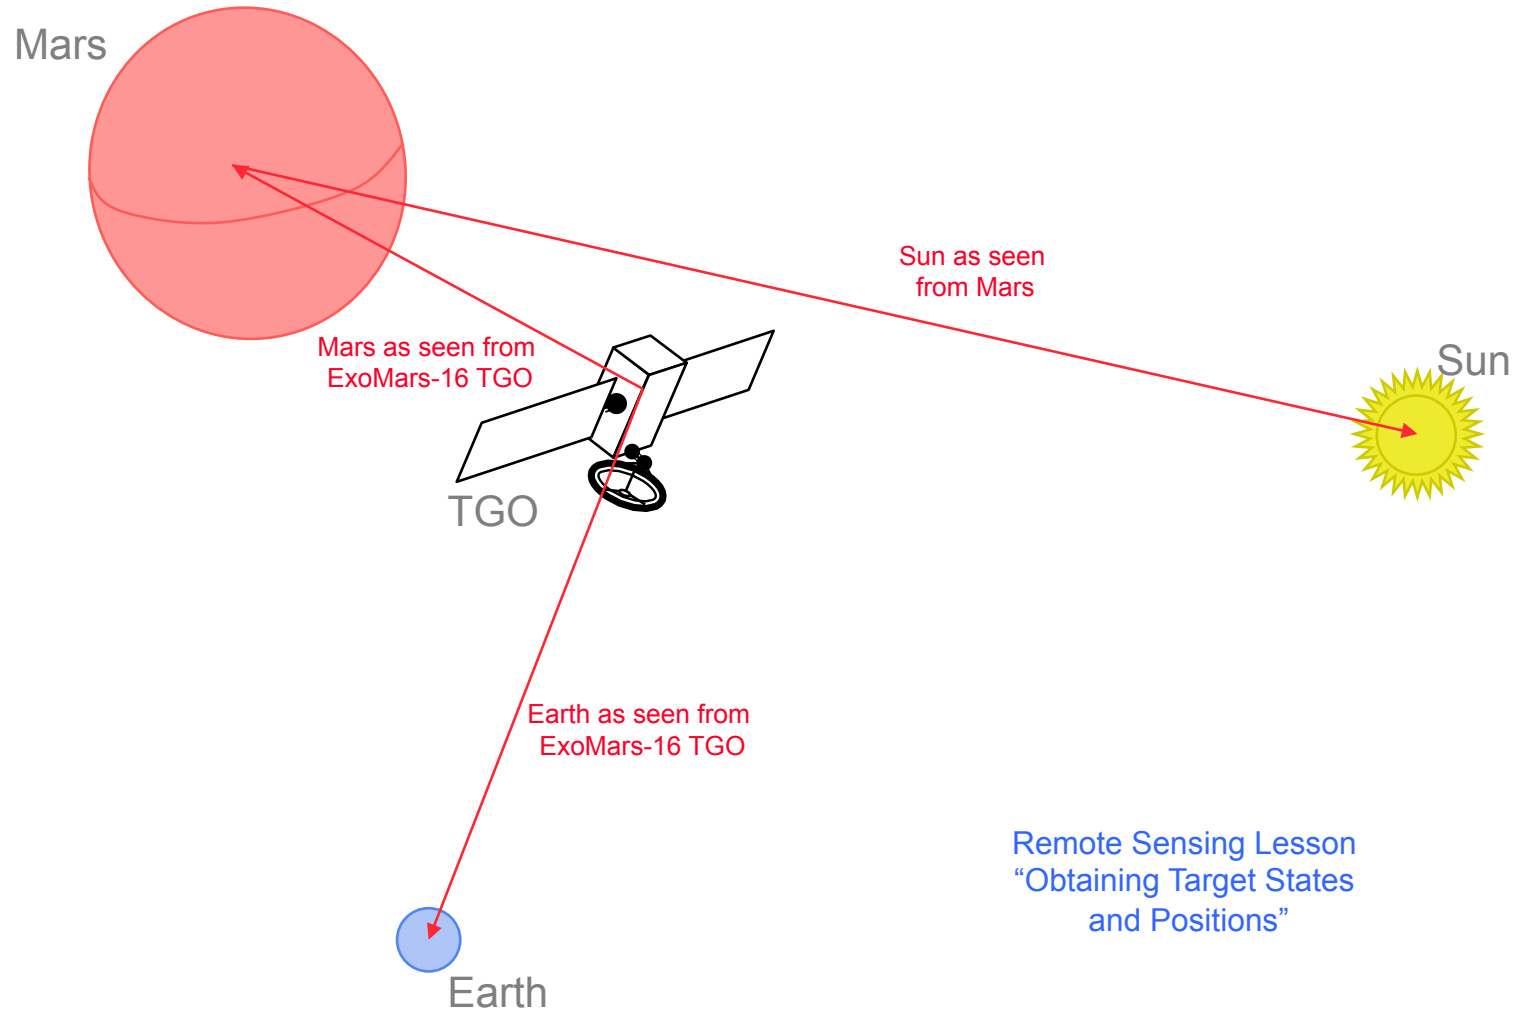 Mars
Sun as seen
from Mars
Mars as seen from
ExoMars-16 TGO
Sun
TGO
Earth as seen from
ExoMars-16 TGO
Remote Sensing Lesson
“Obtaining Target States
and Positions”
Earth